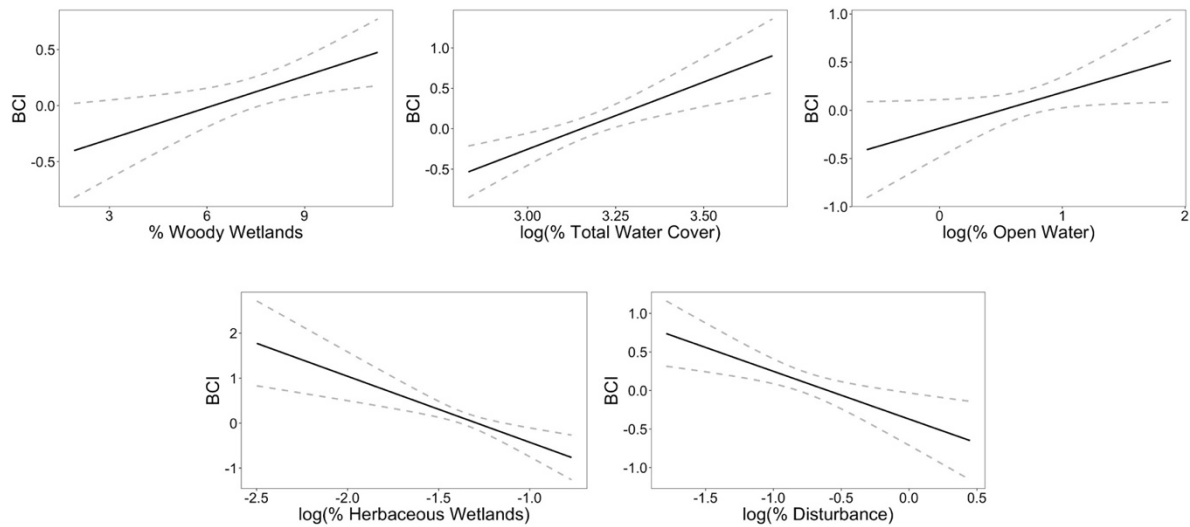 0.5
0.0
-0.5
BCI
3 6 9
% Woody Wetlands
1.0
0.5
0.0
-0.5
BCI
3.00 3.25 3.50
log(% Total Water Cover)
1.0
0.5
0.0
-0.5
-1.0
BCI
0 1 2
log(% Open Water)
2
1
0
-1
BCI
-2.5 -2.0 -1.5 -1.0
log(% Herbaceous Wetlands)
1.0
0.5
0.0
-0.5
-1.0
BCI
-1.5 -1.0 -0.5 0.0 0.5
log(% Disturbance)